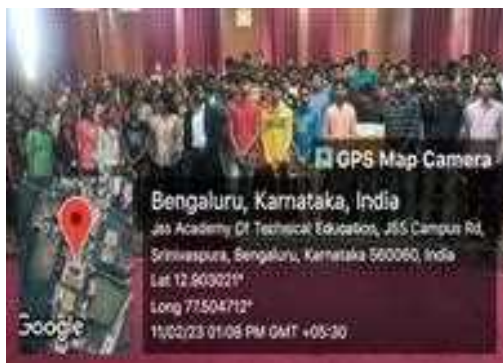 GPS Map Camera
Bengaluru, Karnataka, India
Jss Academy Of Technical Education, JSS Campus Rd,
Srinivaspura, Bengaluru, Karnataka 560060, India
Lat 12.903021°
Long 77.504712°
11/02/23 01:08 PM GMT +05:30
Google